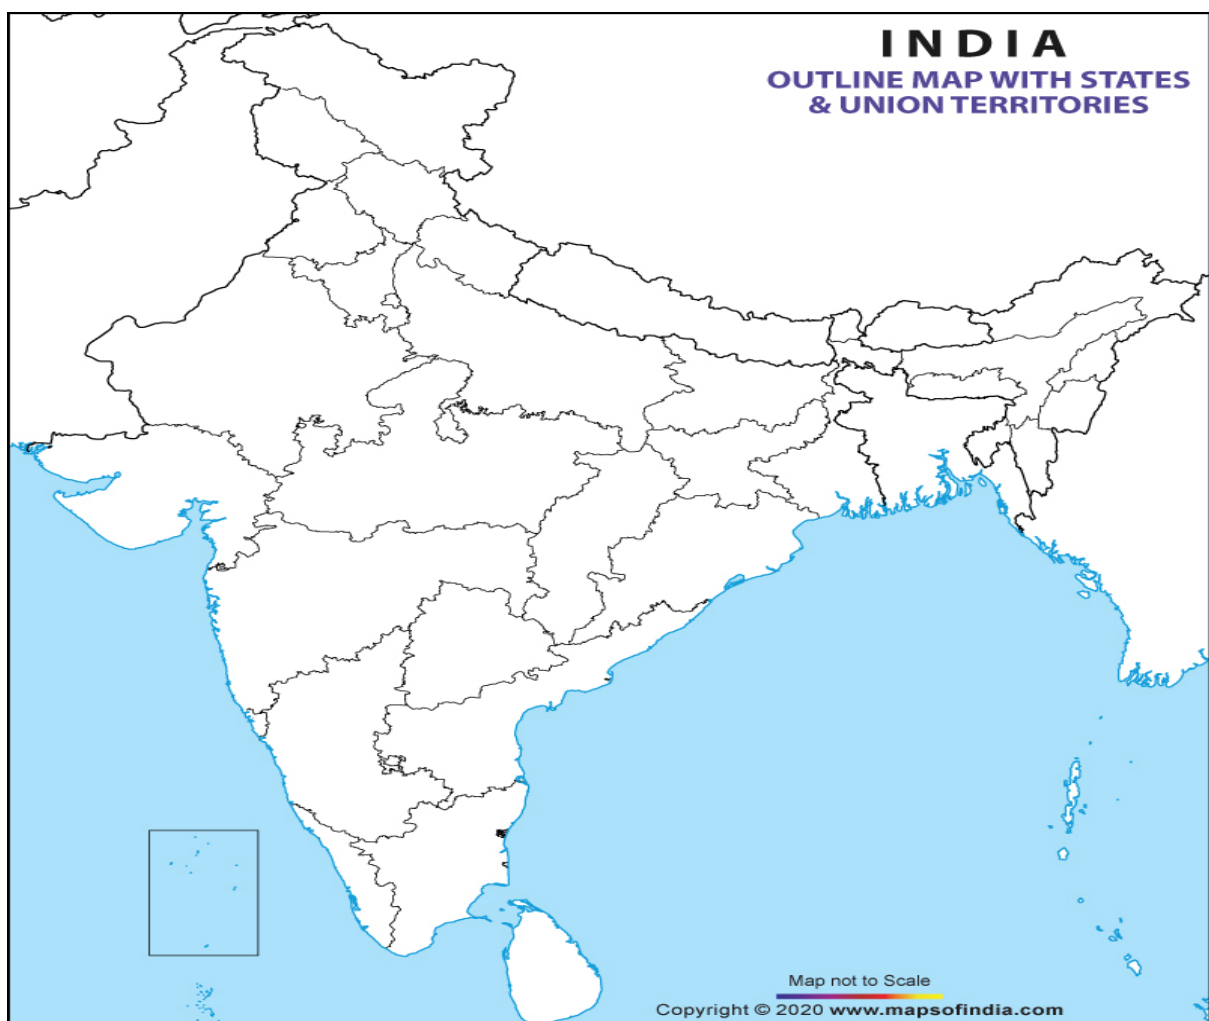 INDIA
OUTLINE MAP WITH STATES
& UNION TERRITORIES
Map not to Scale
Copyright © 2020 www.mapsofindia.com